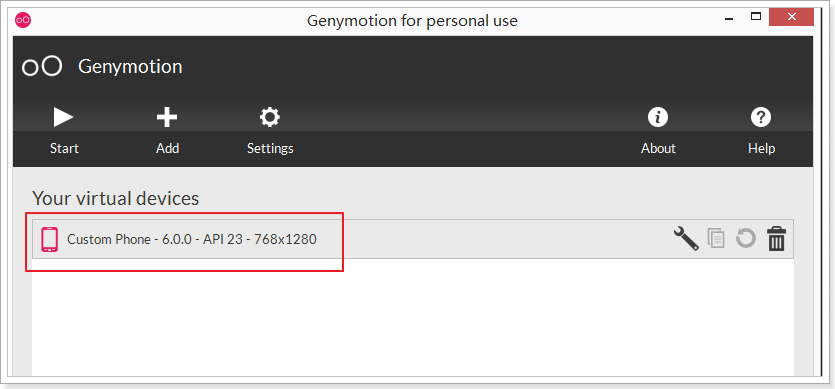 Genymotion for personal use
Genymotion
Start Add Settings About Help
Your virtual devices
Custom Phone - 6.0.0 - API 23 - 768x1280